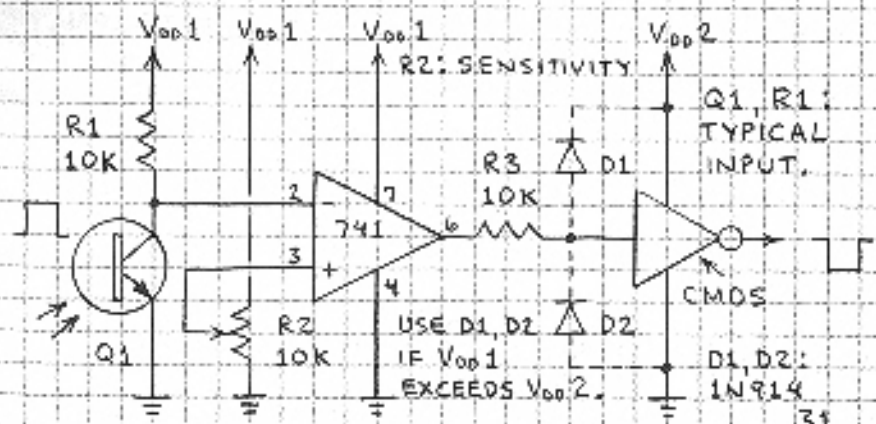 VDD1 VDD1 VDD1 VDD2
R2: SENSITIVITY
R1
10K
Q1, R1:
TYPICAL
INPUT.
R3
10K
D1
2
7
-
741
6
3
+
4
CMOS
Q1
R2
10K
USE D1, D2
IF VDD1
EXCEEDS VDD2.
D2
D1, D2:
1N914
31